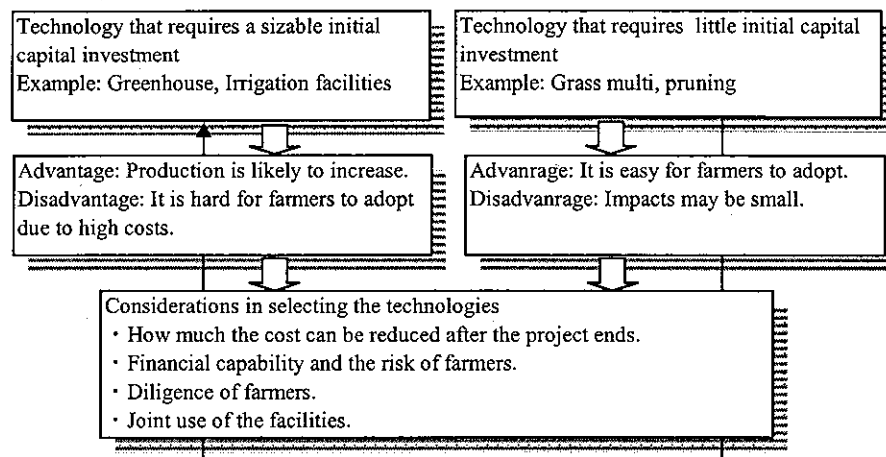 Technology that requires a sizable initial
capital investment
Example: Greenhouse, Irrigation facilities
Technology that requires little initial capital
investment
Example: Grass multi, pruning
Advantage: Production is likely to increase.
Disadvantage: It is hard for farmers to adopt
due to high costs.
Advanrage: It is easy for farmers to adopt.
Disadvanrage: Impacts may be small.
Considerations in selecting the technologies
・How much the cost can be reduced after the project ends.
・Financial capability and the risk of farmers.
・Diligence of farmers.
・Joint use of the facilities.